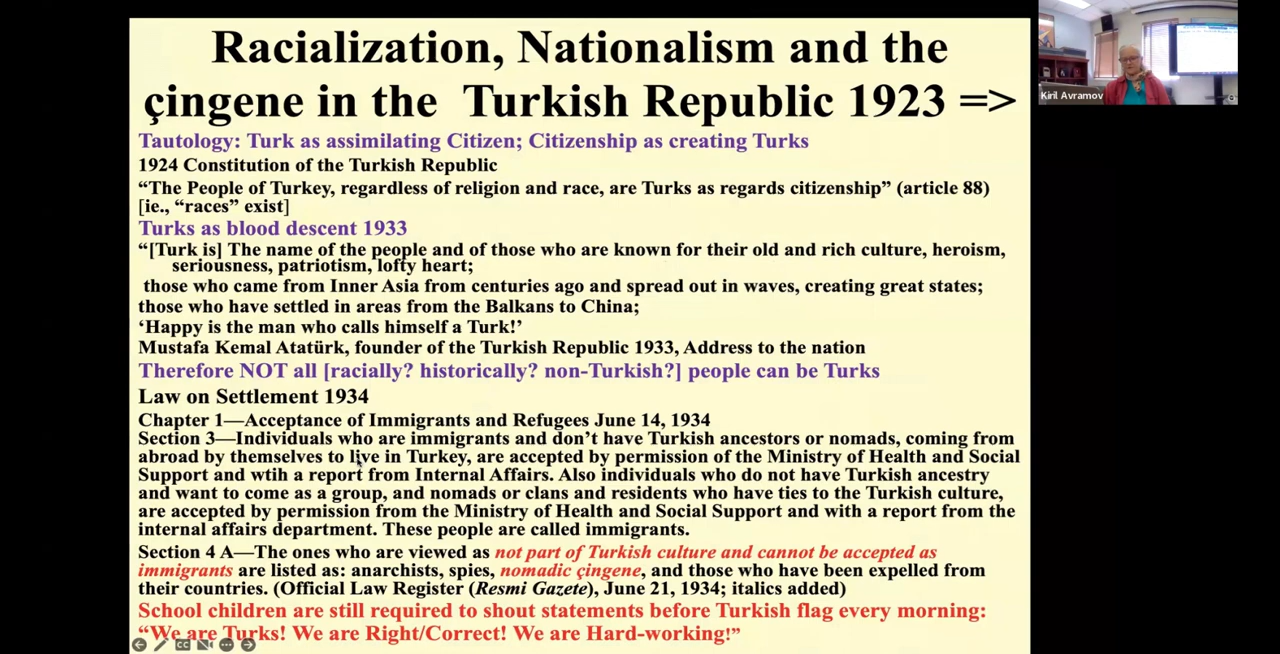 Racialization, Nationalism and the
çingene in the Turkish Republic 1923 =>
Tautology: Turk as assimilating Citizen; Citizenship as creating Turks
1924 Constitution of the Turkish Republic
“The People of Turkey, regardless of religion and race, are Turks as regards citizenship” (article 88)
[ie., “races” exist]
Turks as blood descent 1933
“[Turk is] The name of the people and of those who are known for their old and rich culture, heroism,
seriousness, patriotism, lofty heart;
those who came from Inner Asia from centuries ago and spread out in waves, creating great states;
those who have settled in areas from the Balkans to China;
‘Happy is the man who calls himself a Turk!’
Mustafa Kemal Atatürk, founder of the Turkish Republic 1933, Address to the nation
Therefore NOT all [racially? historically? non-Turkish?] people can be Turks
Law on Settlement 1934
Chapter 1—Acceptance of Immigrants and Refugees June 14, 1934
Section 3—Individuals who are immigrants and don’t have Turkish ancestors or nomads, coming from
abroad by themselves to live in Turkey, are accepted by permission of the Ministry of Health and Social
Support and wtih a report from Internal Affairs. Also individuals who do not have Turkish ancestry
and want to come as a group, and nomads or clans and residents who have ties to the Turkish culture,
are accepted by permission from the Ministry of Health and Social Support and with a report from the
internal affairs department. These people are called immigrants.
Section 4 A—The ones who are viewed as not part of Turkish culture and cannot be accepted as
immigrants are listed as: anarchists, spies, nomadic çingene, and those who have been expelled from
their countries. (Official Law Register (Resmi Gazete), June 21, 1934; italics added)
School children are still required to shout statements before Turkish flag every morning:
“We are Turks! We are Right/Correct! We are Hard-working!”
CC
Kiril Avramov